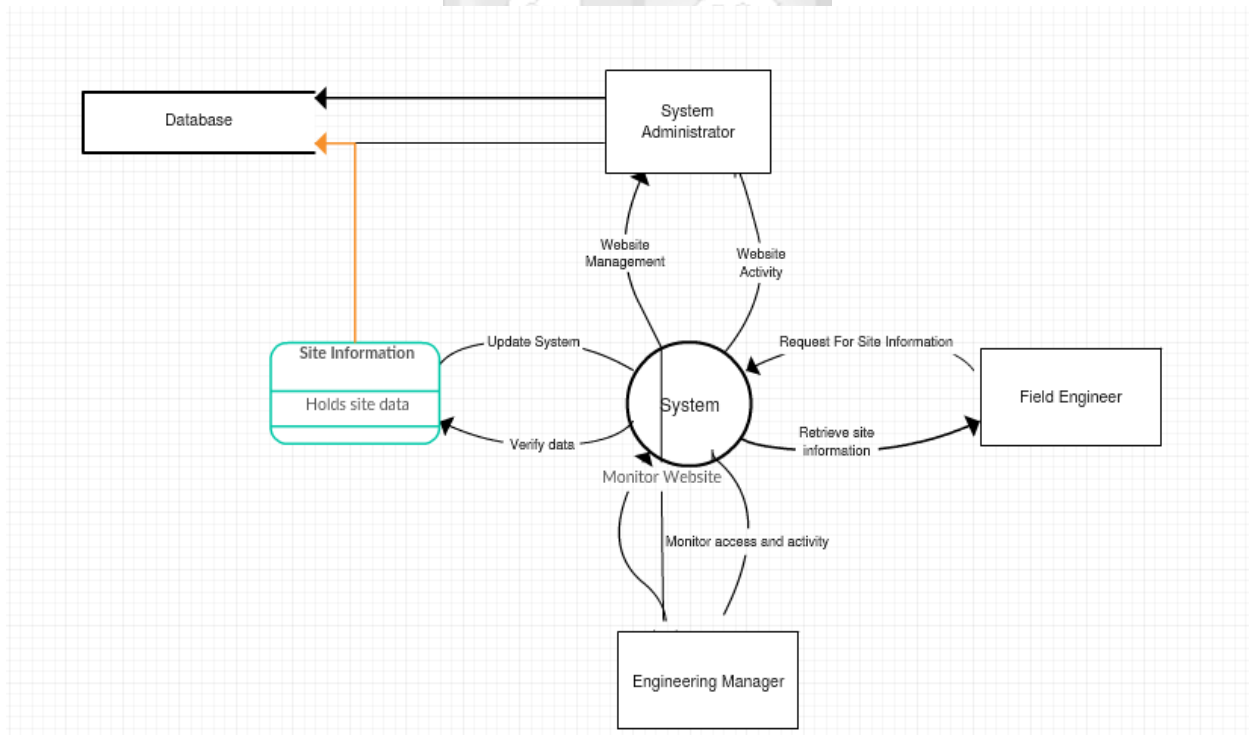 Database
System
Administrator
Website
Management
Website
Activity
Site Information
Holds site data
Update System
Verify data
System
Request For Site Information
Retrieve site
information
Field Engineer
Monitor Website
Monitor access and activity
Engineering Manager